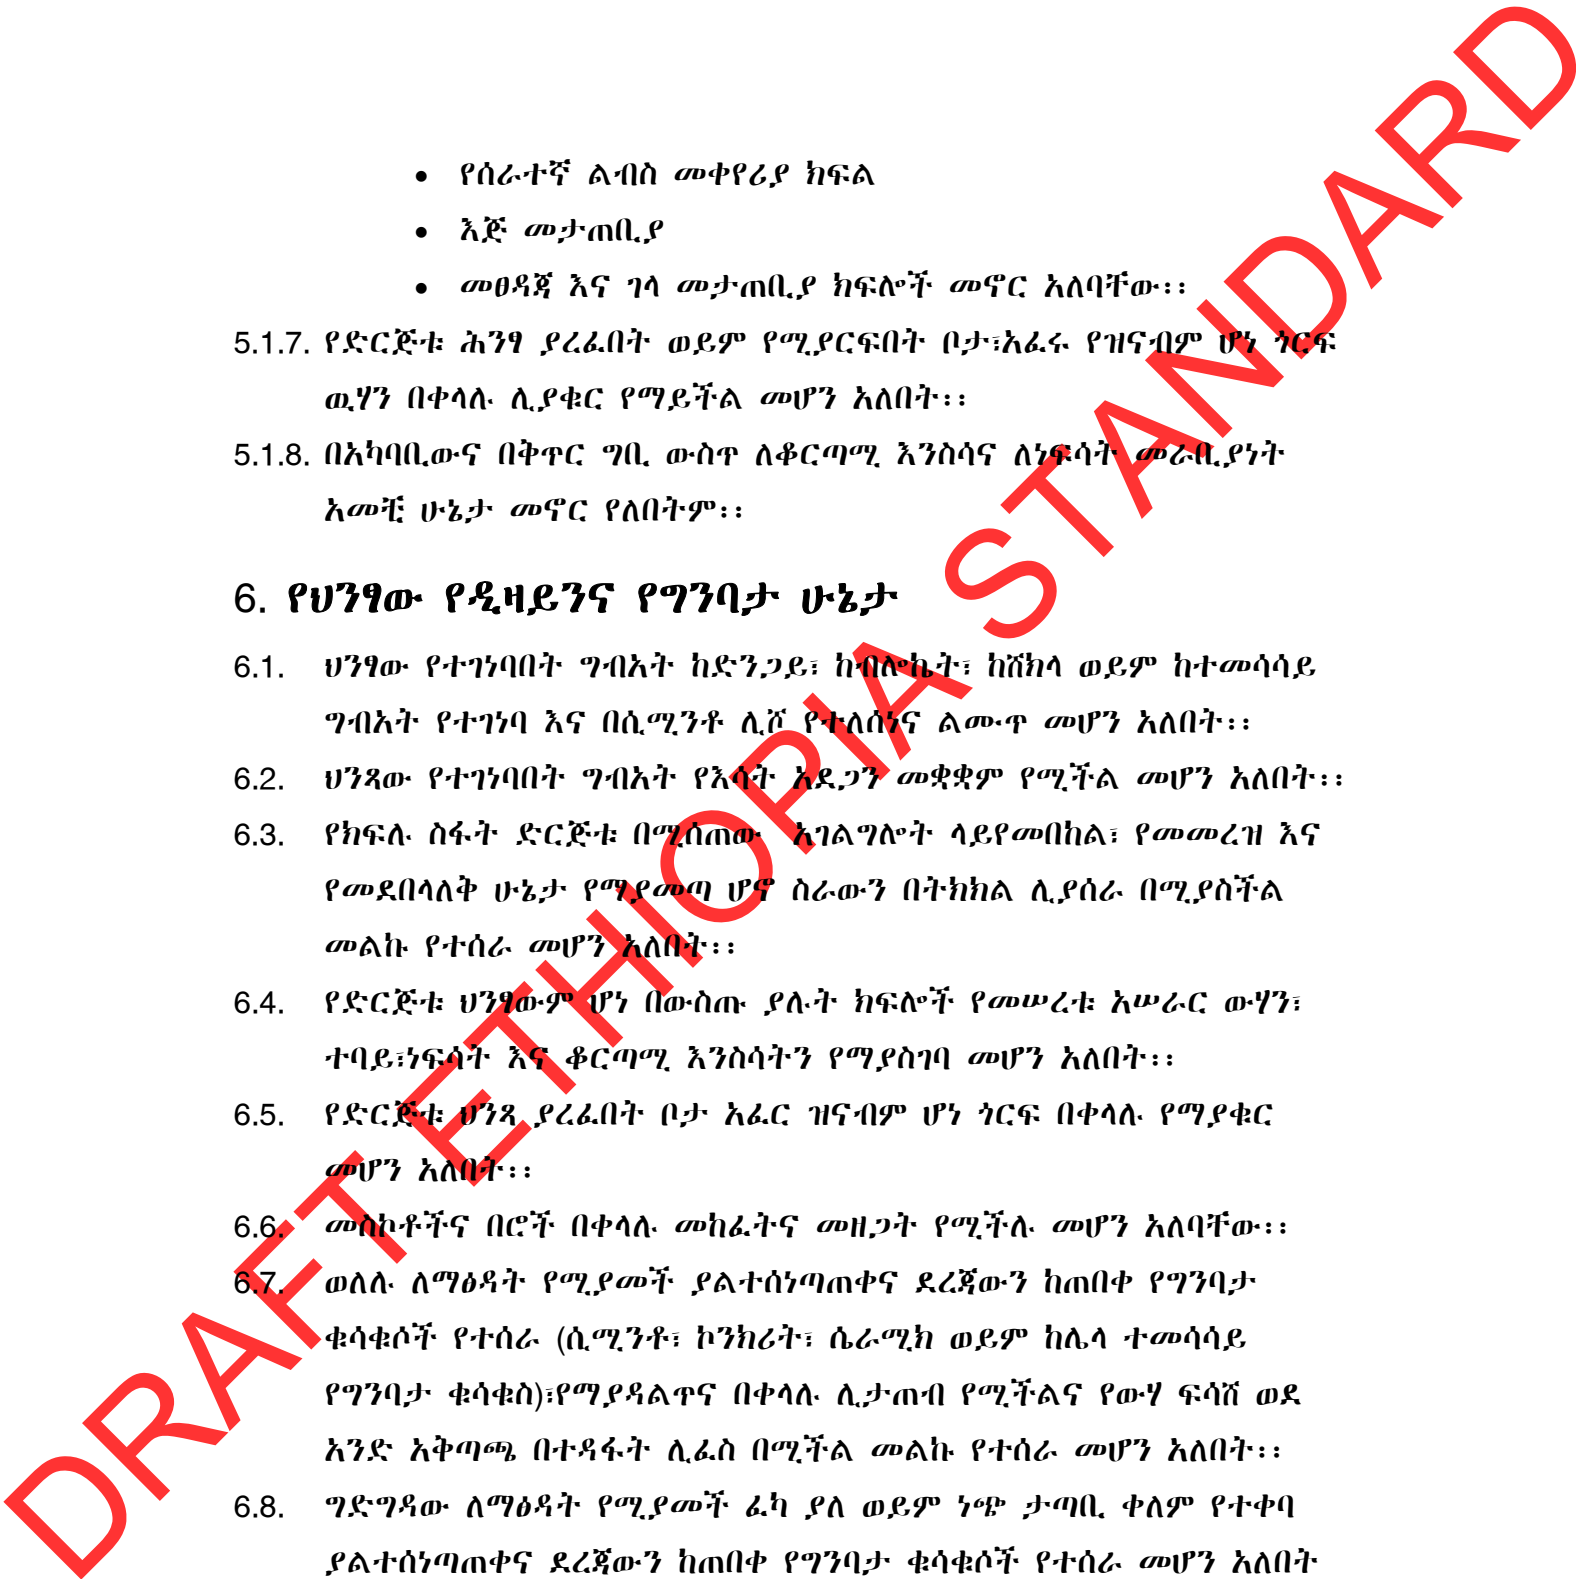 • የሰራተኛ ልብስ መቀየሪያ ክፍል
• እጅ መታጠቢያ
• መፀዳጃ እና ገላ መታጠቢያ ክፍሎች መኖር አለባቸው፡፡
5.1.7. የድርጅቱ ሕንፃ ያረፈበት ወይም የሚያርፍበት ቦታ፣አፈሩ የዝናብም ሆነ ጎርፍ
ዉሃን በቀላሉ ሊያቁር የማይችል መሆን አለበት፡፡
5.1.8. በአካባቢውና በቅጥር ግቢ ውስጥ ለቆርጣሚ እንስሳና ለነፍሳት መራቢያነት
አመቺ ሁኔታ መኖር የለበትም፡፡
6. የህንፃው የዲዛይንና የግንባታ ሁኔታ
6.1. ህንፃው የተገነባበት ግብአት ከድንጋይ፣ ከብሎኬት፣ ከሸክላ ወይም ከተመሳሳይ
ግብአት የተገነባ እና በሲሚንቶ ሊሾ የተለሰነና ልሙጥ መሆን አለበት፡፡
6.2. ህንጻው የተገነባበት ግብአት የእሳት አደጋን መቋቋም የሚችል መሆን አለበት፡፡
6.3. የክፍሉ ስፋት ድርጅቱ በሚሰጠው አገልግሎት ላይየመበከል፣ የመመረዝ እና
የመደበላለቅ ሁኔታ የማያመጣ ሆኖ ስራውን በትክክል ሊያሰራ በሚያስችል
መልኩ የተሰራ መሆን አለበት፡፡
6.4. የድርጅቱ ህንፃውም ሆነ በውስጡ ያሉት ክፍሎች የመሠረቱ አሠራር ውሃን፣
ተባይ፣ነፍሳት እና ቆርጣሚ እንስሳትን የማያስገባ መሆን አለበት፡፡
6.5. የድርጅቱ ህንጻ ያረፈበት ቦታ አፈር ዝናብም ሆነ ጎርፍ በቀላሉ የማያቁር
መሆን አለበት፡፡
6.6. መስኮቶችና በሮች በቀላሉ መከፈትና መዘጋት የሚችሉ መሆን አለባቸው፡፡
6.7. ወለሉ ለማፅዳት የሚያመች ያልተሰነጣጠቀና ደረጃውን ከጠበቀ የግንባታ
ቁሳቁሶች የተሰራ (ሲሚንቶ፣ ኮንክሪት፣ ሴራሚክ ወይም ከሌላ ተመሳሳይ
የግንባታ ቁሳቁስ)፣የማያዳልጥና በቀላሉ ሊታጠብ የሚችልና የውሃ ፍሳሽ ወደ
አንድ አቅጣጫ በተዳፋት ሊፈስ በሚችል መልኩ የተሰራ መሆን አለበት፡፡
6.8. ግድግዳው ለማፅዳት የሚያመች ፈካ ያለ ወይም ነጭ ታጣቢ ቀለም የተቀባ
ያልተሰነጣጠቀና ደረጃውን ከጠበቀ የግንባታ ቁሳቁሶች የተሰራ መሆን አለበት
DRAFT ETHIOPIA STANDARD